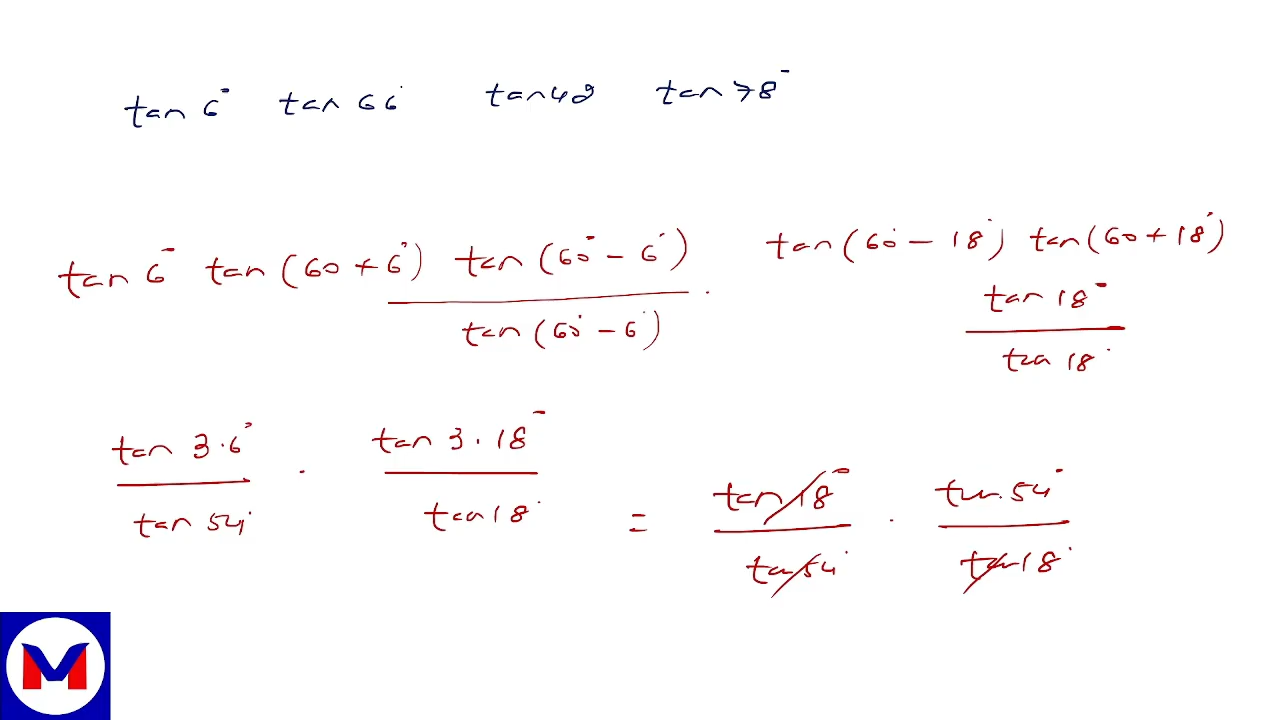 tan 6° tan 66° tan 42 tan 78°
tan 6° tan (60 + 6°) tan (60° − 6°) . tan (60° − 18°) tan (60 + 18°)
tan 18°
tan (60° − 6°)
tan 18°
tan 3·6° . tan 3·18°
tan 54° tan 18°
= tan 18° . tan 54°
tan 54° tan 18°
M